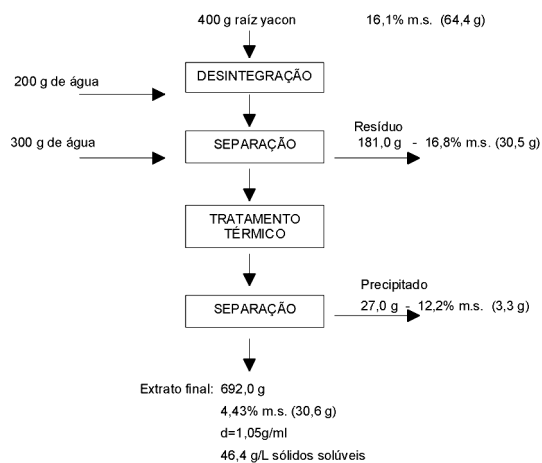 400 g raíz yacon 16,1% m.s. (64,4 g)
DESINTEGRAÇÃO
200 g de água
Resíduo
300 g de água
SEPARAÇÃO
181,0 g - 16,8% m.s. (30,5 g)
TRATAMENTO
TÉRMICO
Precipitado
SEPARAÇÃO
27,0 g - 12,2% m.s. (3,3 g)
Extrato final: 692,0 g
4,43% m.s. (30,6 g)
d=1,05g/ml
46,4 g/L sólidos solúveis